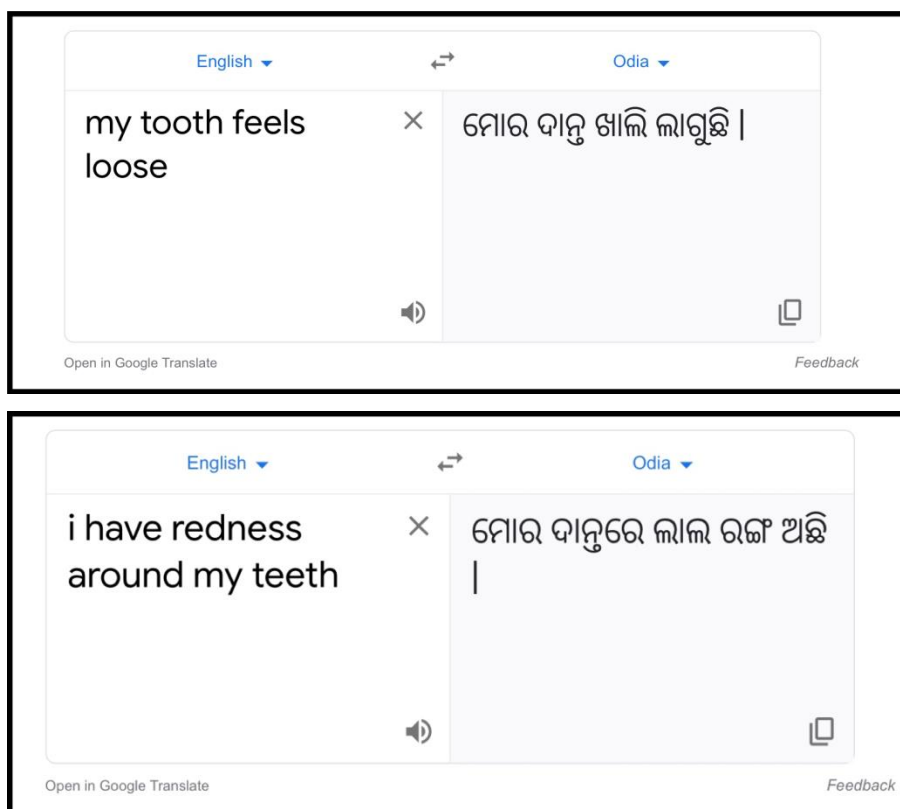 English Odia
my tooth feels ମୋର ଦାନ୍ତ ଖାଲି ଲାଗୁଛି |
loose
Open in Google Translate Feedback
English Odia
i have redness ମୋର ଦାନ୍ତରେ ଲାଲ ରଙ୍ଗ ଅଛି
around my teeth |
Open in Google Translate Feedback